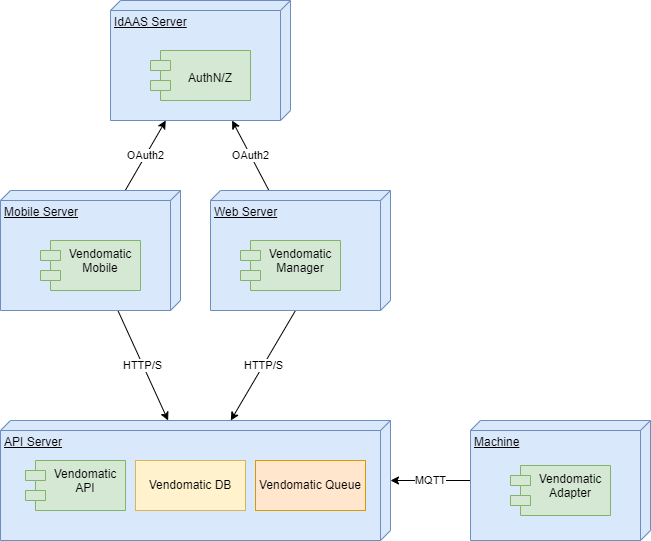 IdAAS Server
AuthN/Z
OAuth2
OAuth2
Mobile Server
Vendomatic
Mobile
Web Server
Vendomatic
Manager
HTTP/S
HTTP/S
API Server
Vendomatic
API
Vendomatic DB
Vendomatic Queue
MQTT
Machine
Vendomatic
Adapter